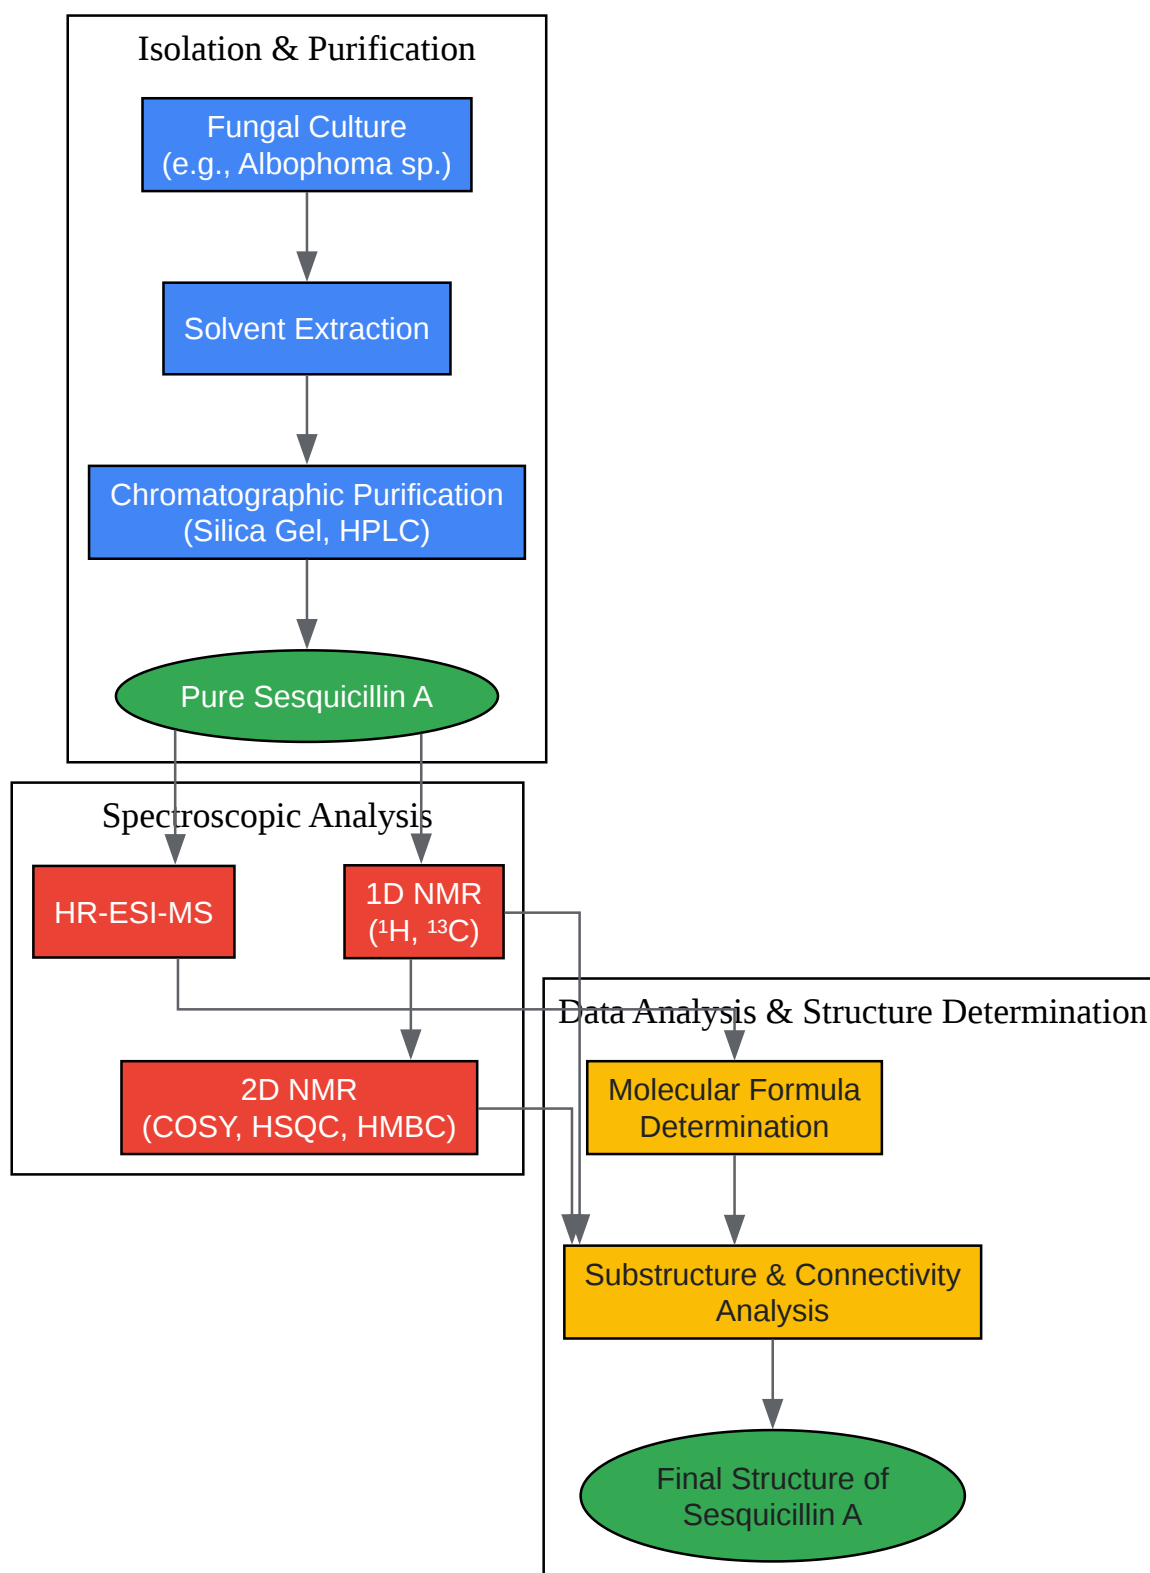 Isolation & Purification
Fungal Culture
(e.g., Albophoma sp.)
Solvent Extraction
Chromatographic Purification
(Silica Gel, HPLC)
Pure Sesquicillin A
Spectroscopic Analysis
HR-ESI-MS
1D NMR
(¹H, ¹³C)
2D NMR
(COSY, HSQC, HMBC)
Data Analysis & Structure Determination
Molecular Formula
Determination
Substructure & Connectivity
Analysis
Final Structure of
Sesquicillin A